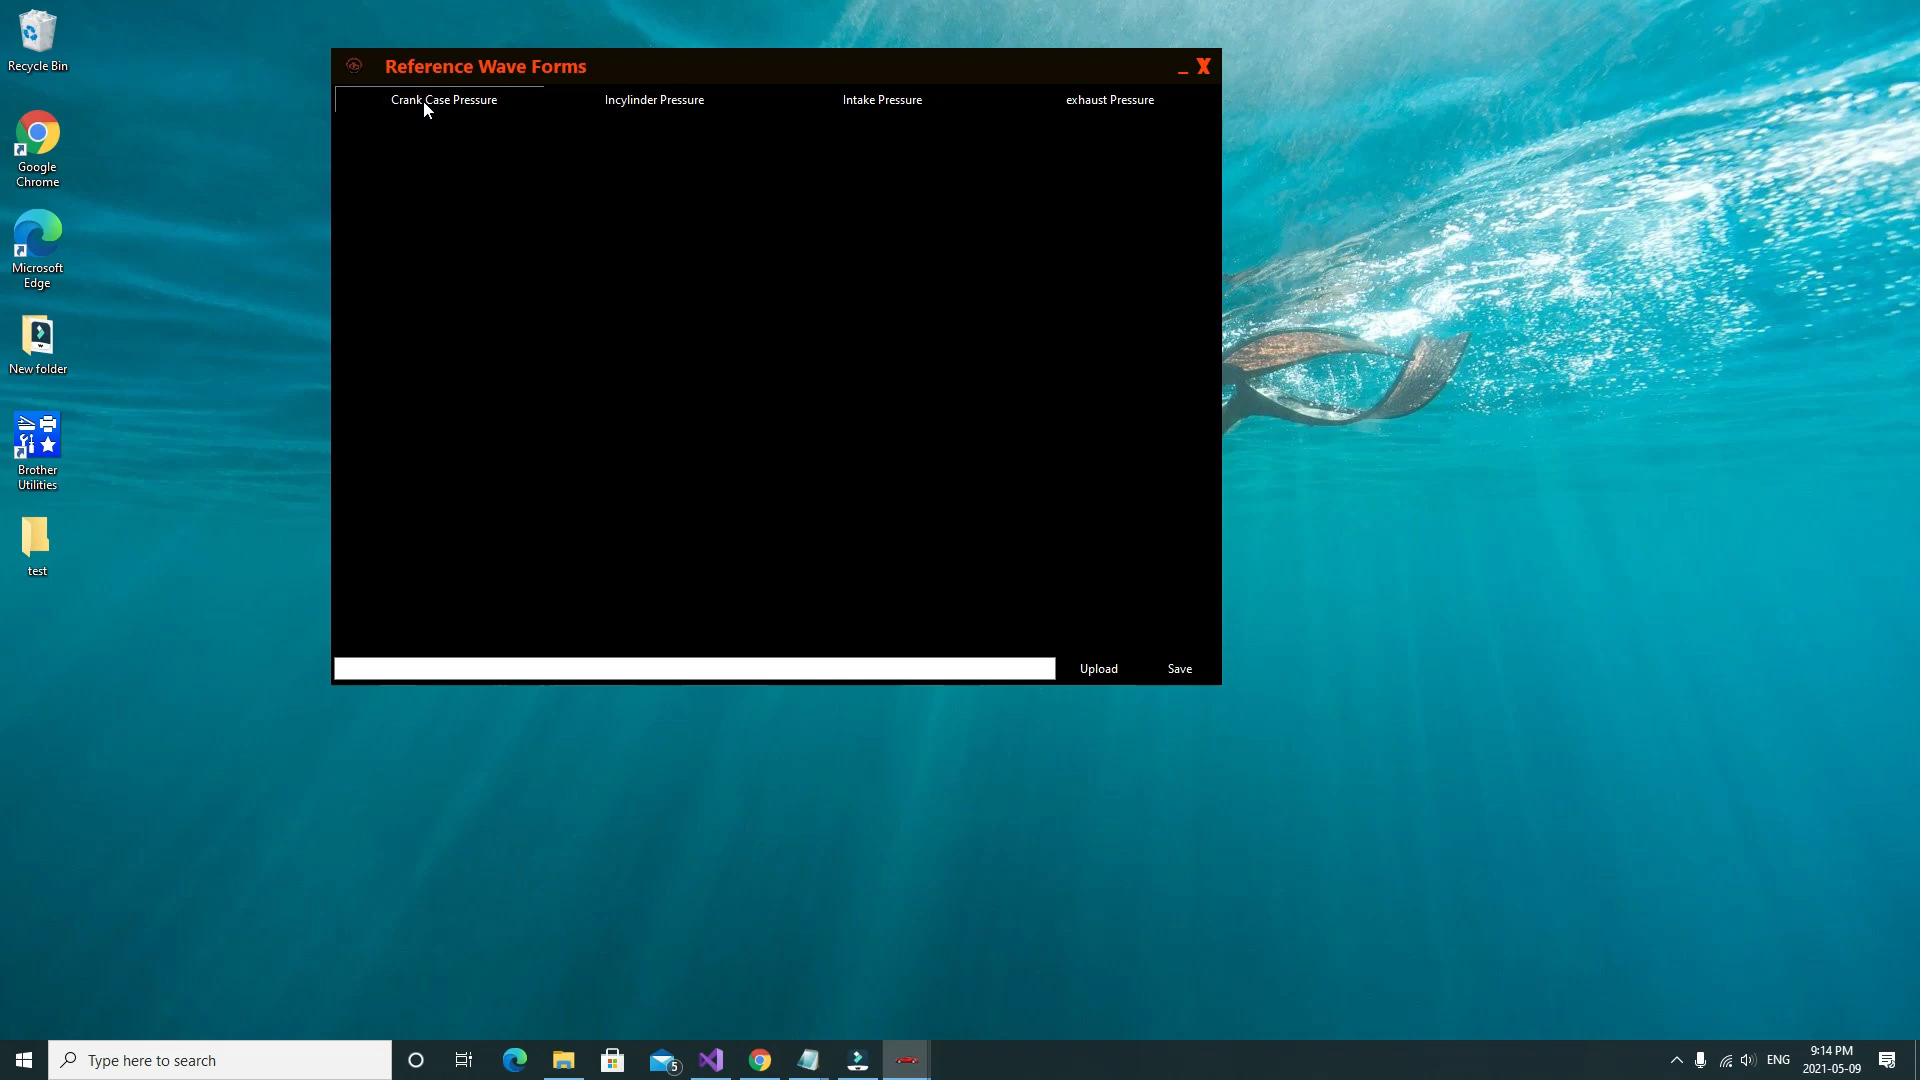 Recycle Bin
Google
Chrome
Microsoft
Edge
New folder
Brother
Utilities
test
Reference Wave Forms
_ X
Crank Case Pressure
Incylinder Pressure
Intake Pressure
exhaust Pressure
Upload
Save
Type here to search
5
ENG
9:14 PM
2021-05-09